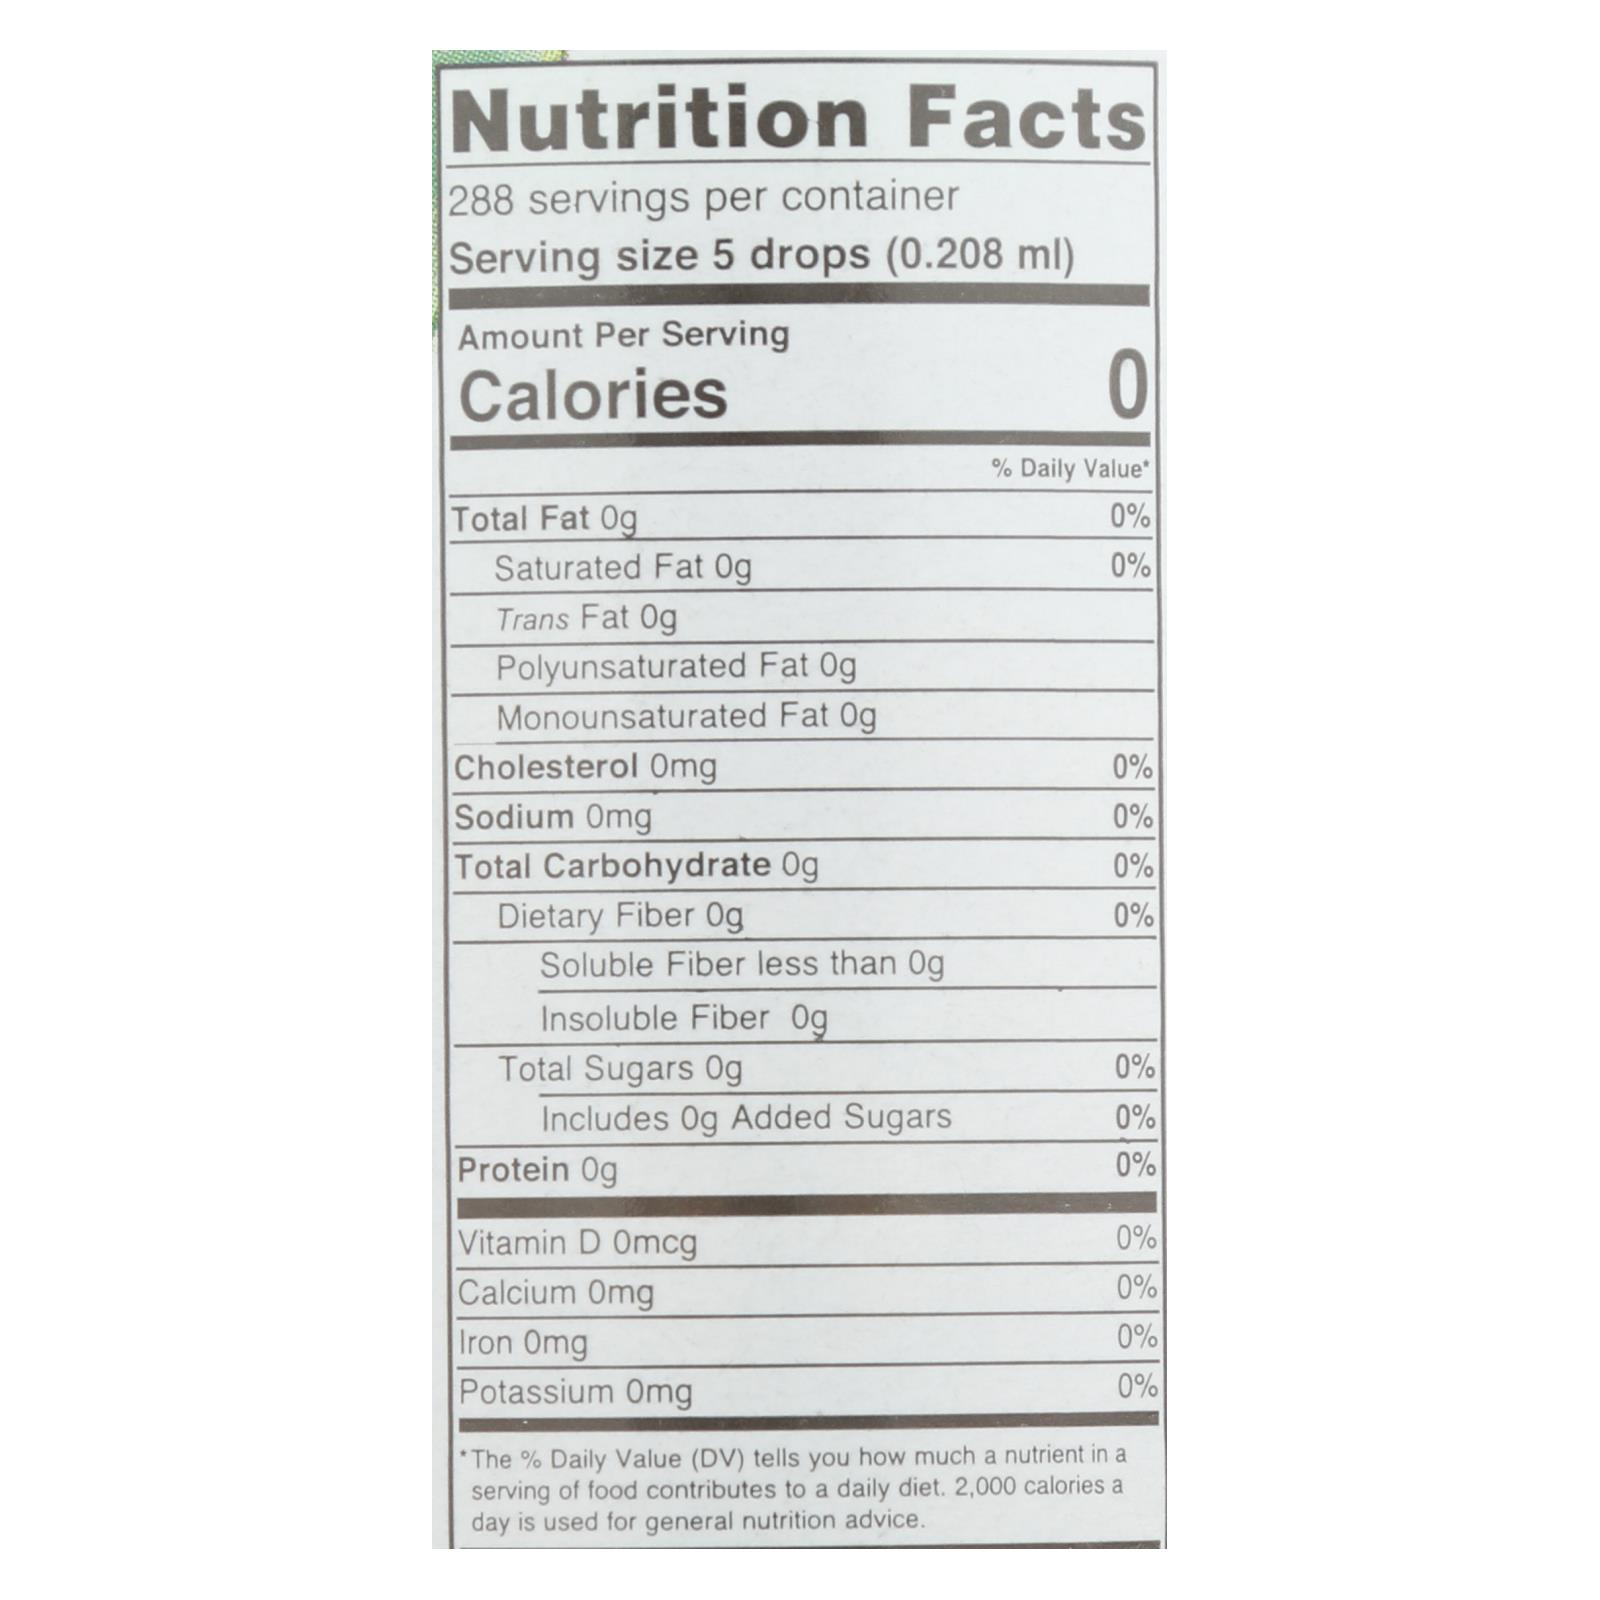 Nutrition Facts
288 servings per container
Serving size 5 drops (0.208 ml)
Amount Per Serving
Calories 0
% Daily Value*
Total Fat 0g 0%
Saturated Fat 0g 0%
Trans Fat 0g
Polyunsaturated Fat 0g
Monounsaturated Fat 0g
Cholesterol 0mg 0%
Sodium 0mg 0%
Total Carbohydrate 0g 0%
Dietary Fiber 0g 0%
Soluble Fiber less than 0g
Insoluble Fiber 0g
Total Sugars 0g 0%
Includes 0g Added Sugars 0%
Protein 0g 0%
Vitamin D 0mcg 0%
Calcium 0mg 0%
Iron 0mg 0%
Potassium 0mg 0%
*The % Daily Value (DV) tells you how much a nutrient in a
serving of food contributes to a daily diet. 2,000 calories a
day is used for general nutrition advice.